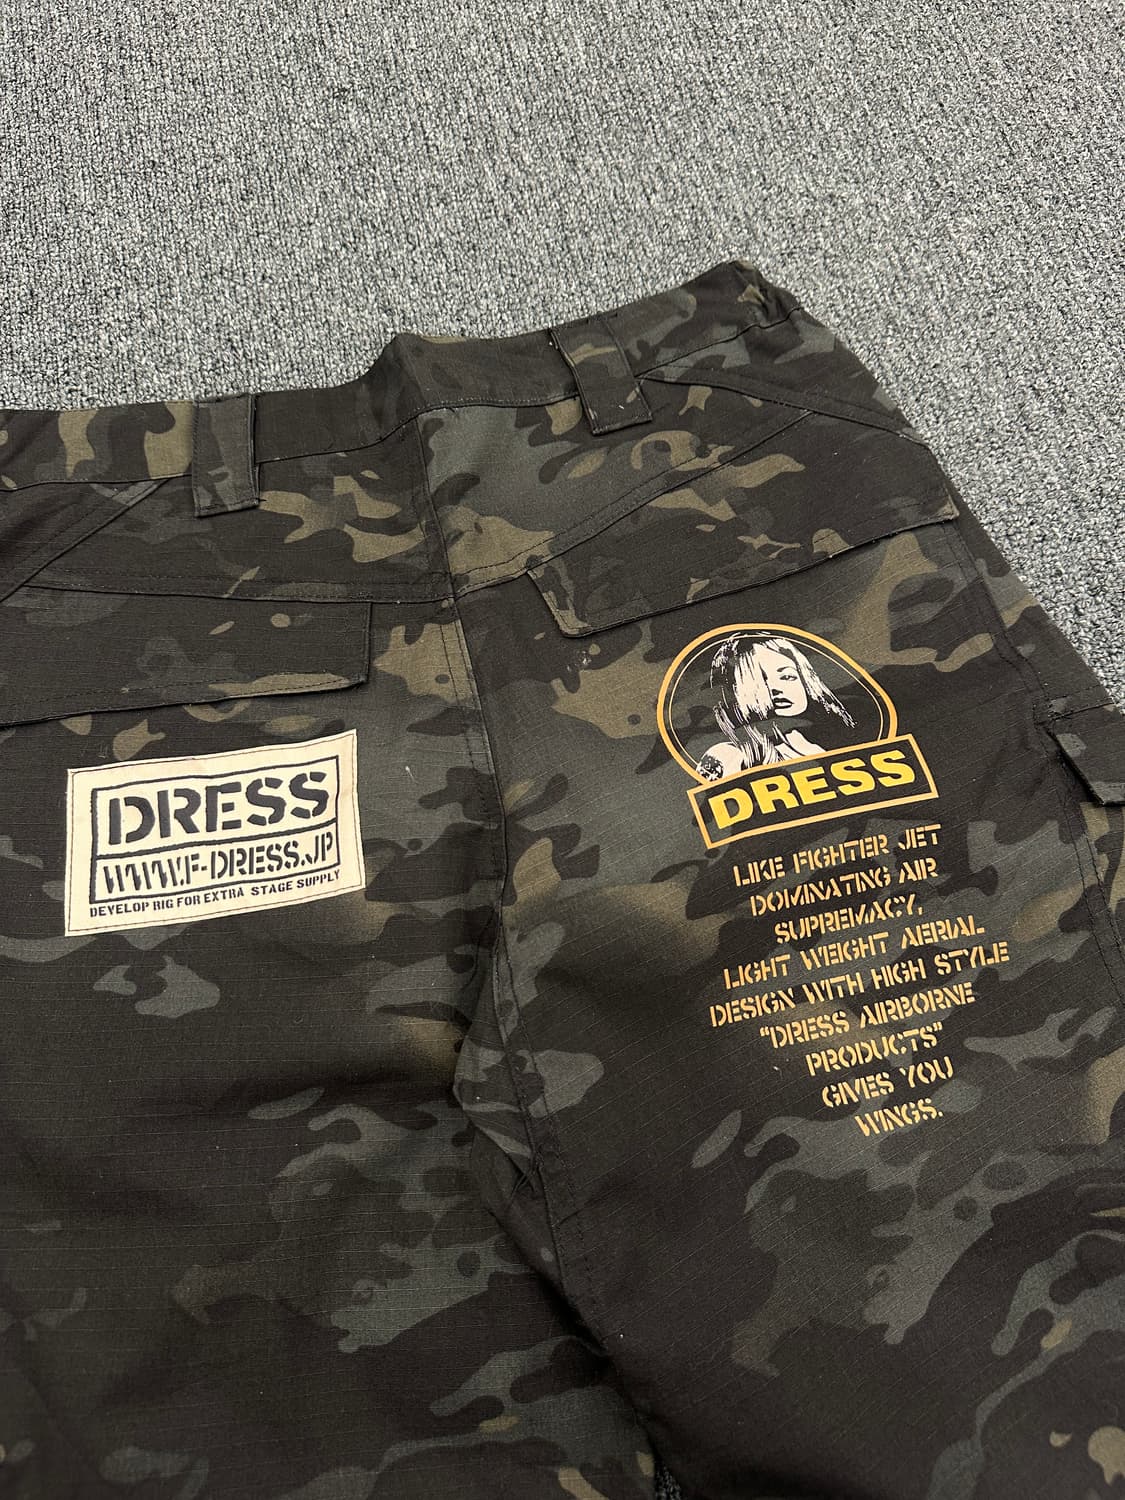 DRESS
WWW.F-DRESS.JP
DEVELOP RIG FOR EXTRA STAGE SUPPLY
DRESS
LIKE FIGHTER JET
DOMINATING AIR
SUPREMACY,
LIGHT WEIGHT AERIAL
DESIGN WITH HIGH STYLE
"DRESS AIRBORNE
PRODUCTS"
GIVES YOU
WINGS.